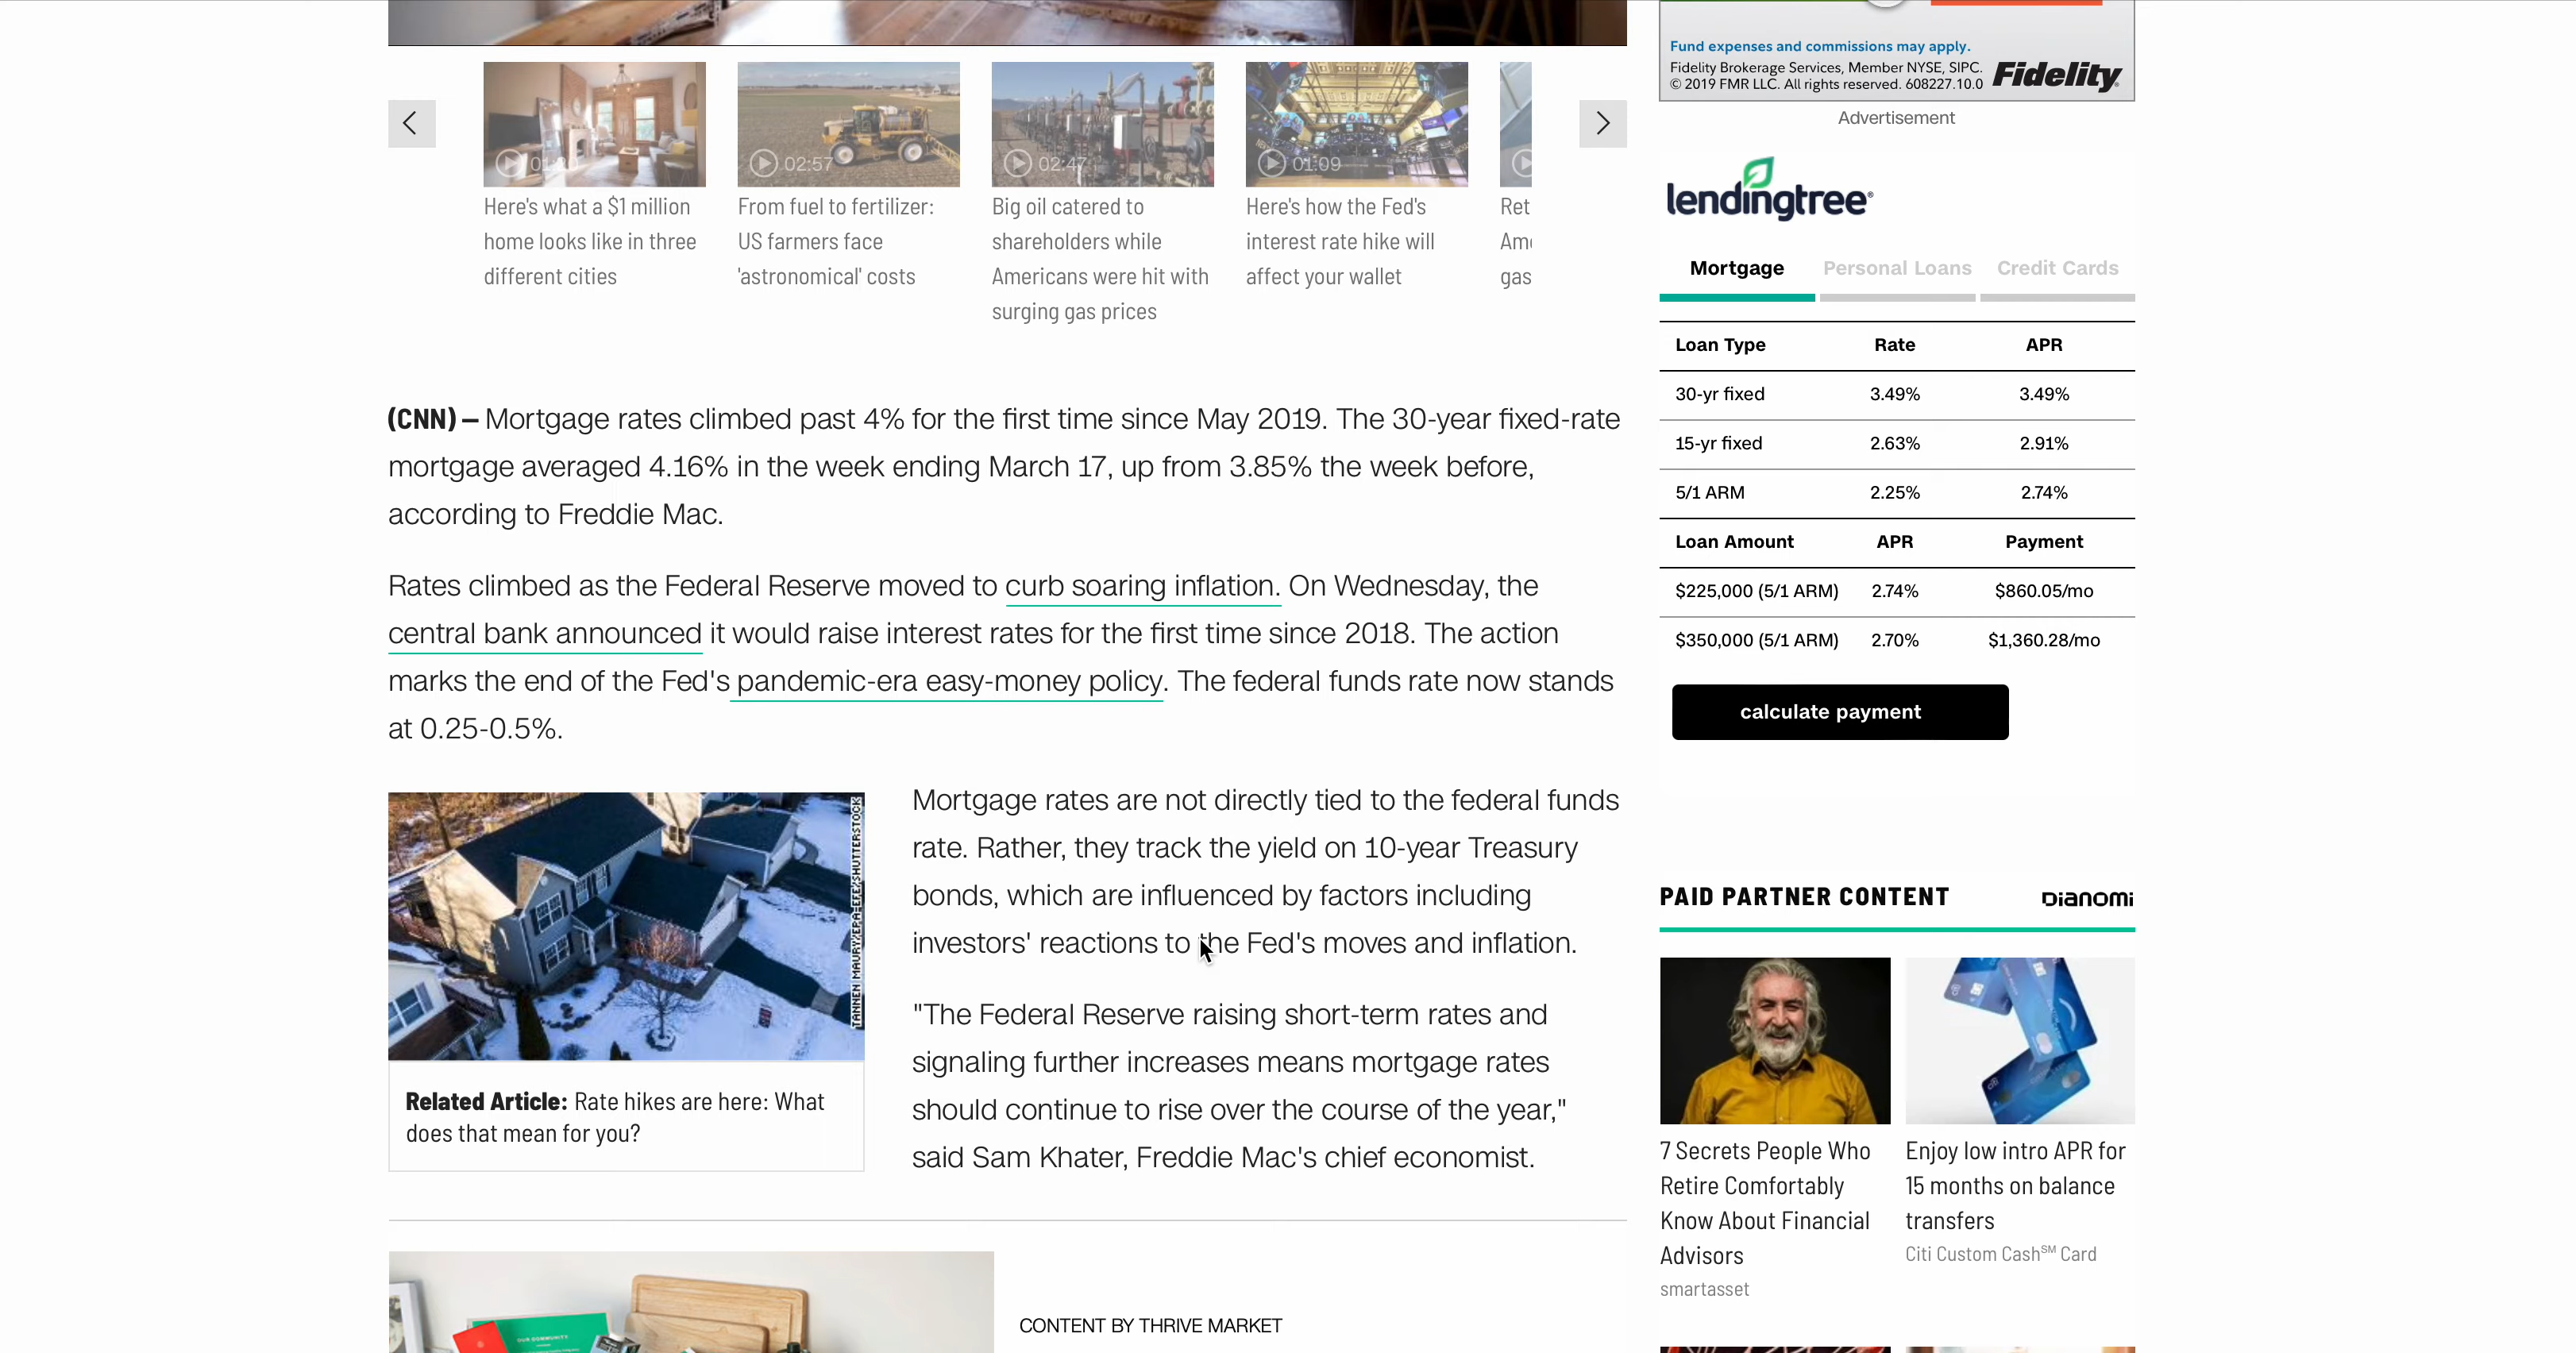 Fund expenses and commissions may apply.
Fidelity Brokerage Services, Member NYSE, SIPC.
© 2019 FMR LLC. All rights reserved. 608227.10.0
Fidelity
Advertisement
02:57
02:47
01:09
Here's what a $1 million
home looks like in three
different cities
From fuel to fertilizer:
US farmers face
'astronomical' costs
Big oil catered to
shareholders while
Americans were hit with
surging gas prices
Here's how the Fed's
interest rate hike will
affect your wallet
Ret
gas
(CNN) — Mortgage rates climbed past 4% for the first time since May 2019. The 30-year fixed-rate
mortgage averaged 4.16% in the week ending March 17, up from 3.85% the week before,
according to Freddie Mac.
Rates climbed as the Federal Reserve moved to curb soaring inflation. On Wednesday, the
central bank announced it would raise interest rates for the first time since 2018. The action
marks the end of the Fed's pandemic-era easy-money policy. The federal funds rate now stands
at 0.25-0.5%.
TANNEN MAURY/EPA-EFE/SHUTTERSTOCK
Related Article: Rate hikes are here: What
does that mean for you?
Mortgage rates are not directly tied to the federal funds
rate. Rather, they track the yield on 10-year Treasury
bonds, which are influenced by factors including
investors' reactions to the Fed's moves and inflation.
"The Federal Reserve raising short-term rates and
signaling further increases means mortgage rates
should continue to rise over the course of the year,"
said Sam Khater, Freddie Mac's chief economist.
OUR COMMUNITY
CONTENT BY THRIVE MARKET
lendingtree®
Mortgage Personal Loans Credit Cards
Loan Type Rate APR
30-yr fixed 3.49% 3.49%
15-yr fixed 2.63% 2.91%
5/1 ARM 2.25% 2.74%
Loan Amount APR Payment
$225,000 (5/1 ARM) 2.74% $860.05/mo
$350,000 (5/1 ARM) 2.70% $1,360.28/mo
calculate payment
PAID PARTNER CONTENT
DIANOMI
7 Secrets People Who
Retire Comfortably
Know About Financial
Advisors
smartasset
Enjoy low intro APR for
15 months on balance
transfers
Citi Custom Cash℠ Card